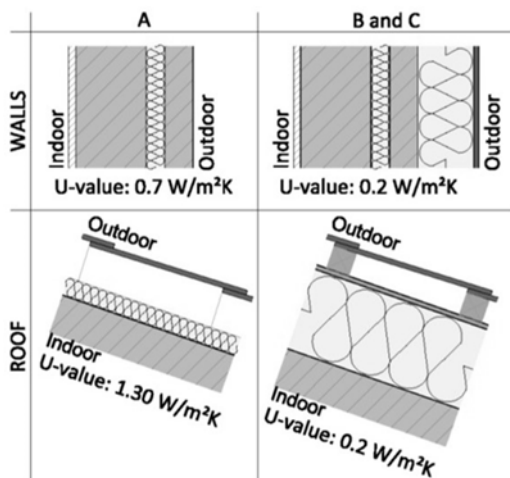 A
B and C
WALLS
Indoor
Outdoor
U-value: 0.7 W/m²K
Indoor
Outdoor
U-value: 0.2 W/m²K
ROOF
Outdoor
Indoor
U-value: 1.30 W/m²K
Outdoor
Indoor
U-value: 0.2 W/m²K